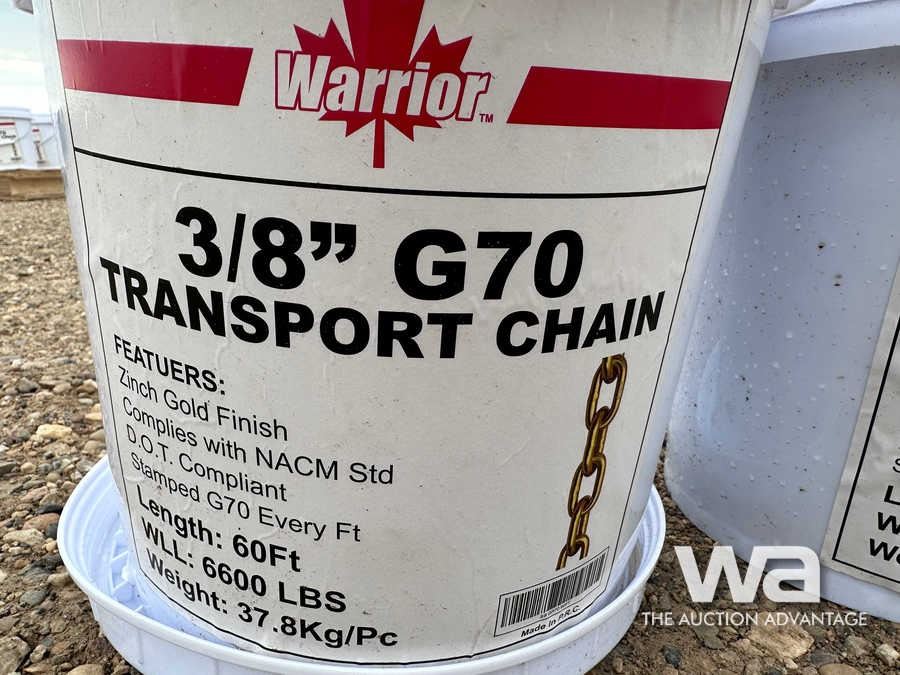 Warrior™
3/8" G70
TRANSPORT CHAIN
FEATUERS:
Zinch Gold Finish
Complies with NACM Std
D.O.T. Compliant
Stamped G70 Every Ft
Length: 60Ft
WLL: 6600 LBS
Weight: 37.8Kg/Pc
Made in P.R.C.
wa
THE AUCTION ADVANTAGE